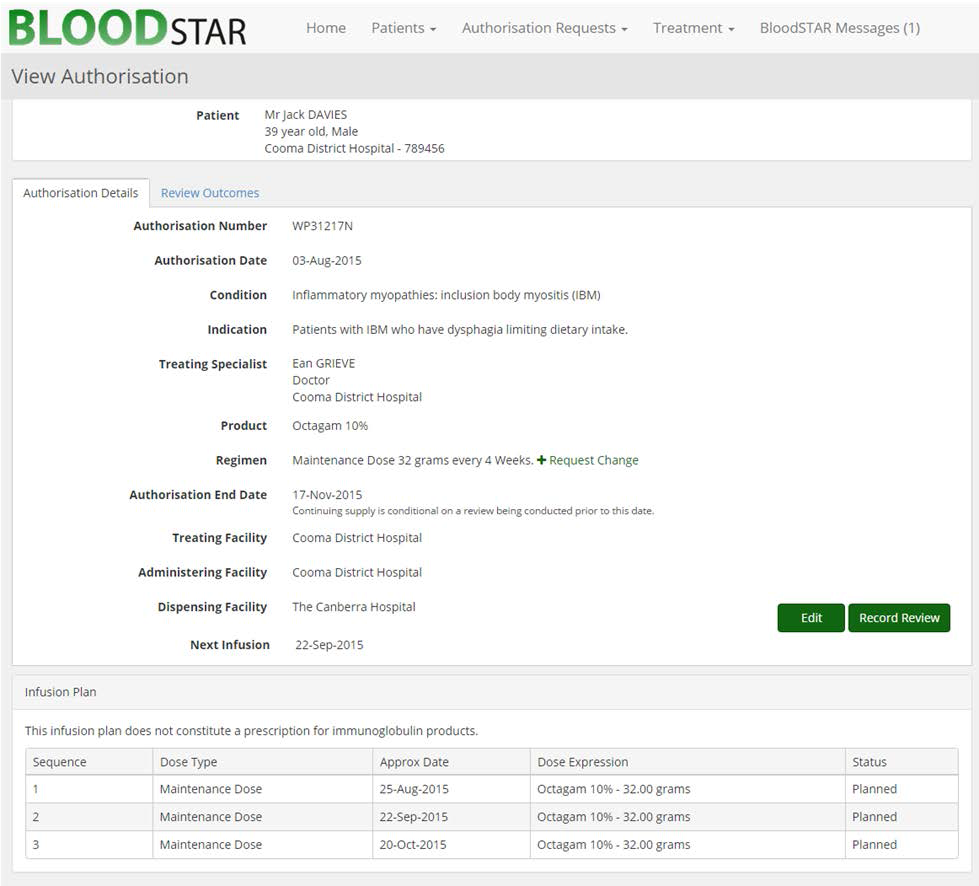 BLOODSTAR Home Patients Authorisation Requests Treatment BloodSTAR Messages (1)
View Authorisation
Patient Mr Jack DAVIES
39 year old, Male
Cooma District Hospital - 789456
Authorisation Details Review Outcomes
Authorisation Number WP31217N
Authorisation Date 03-Aug-2015
Condition Inflammatory myopathies: inclusion body myositis (IBM)
Indication Patients with IBM who have dysphagia limiting dietary intake.
Treating Specialist Ean GRIEVE
Doctor
Cooma District Hospital
Product Octagam 10%
Regimen Maintenance Dose 32 grams every 4 Weeks. + Request Change
Authorisation End Date 17-Nov-2015
Continuing supply is conditional on a review being conducted prior to this date.
Treating Facility Cooma District Hospital
Administering Facility Cooma District Hospital
Dispensing Facility The Canberra Hospital
Edit Record Review
Next Infusion 22-Sep-2015
Infusion Plan
This infusion plan does not constitute a prescription for immunoglobulin products.
Sequence Dose Type Approx Date Dose Expression Status
1 Maintenance Dose 25-Aug-2015 Octagam 10% - 32.00 grams Planned
2 Maintenance Dose 22-Sep-2015 Octagam 10% - 32.00 grams Planned
3 Maintenance Dose 20-Oct-2015 Octagam 10% - 32.00 grams Planned